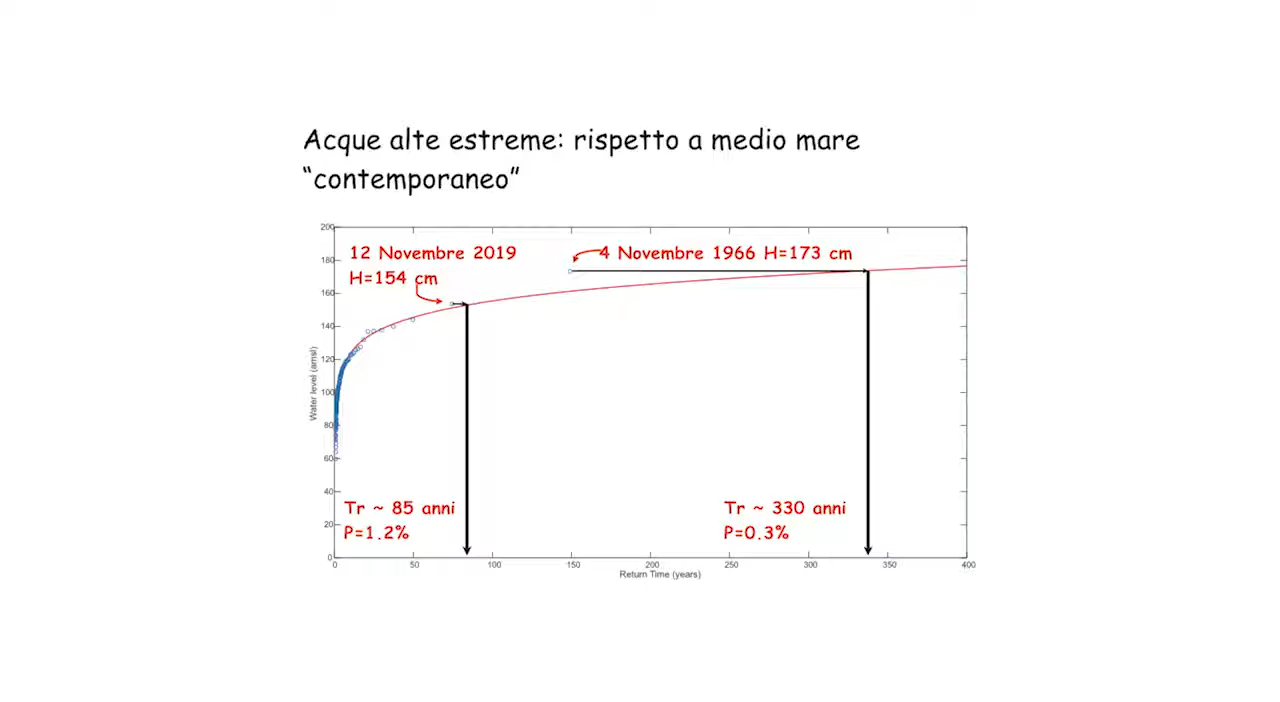 Acque alte estreme: rispetto a medio mare
“contemporaneo”
200
180
160
140
120
100
80
60
40
20
0
Water level (amsl)
12 Novembre 2019
H=154 cm
4 Novembre 1966 H=173 cm
Tr ~ 85 anni
P=1.2%
Tr ~ 330 anni
P=0.3%
0 50 100 150 200 250 300 350 400
Return Time (years)